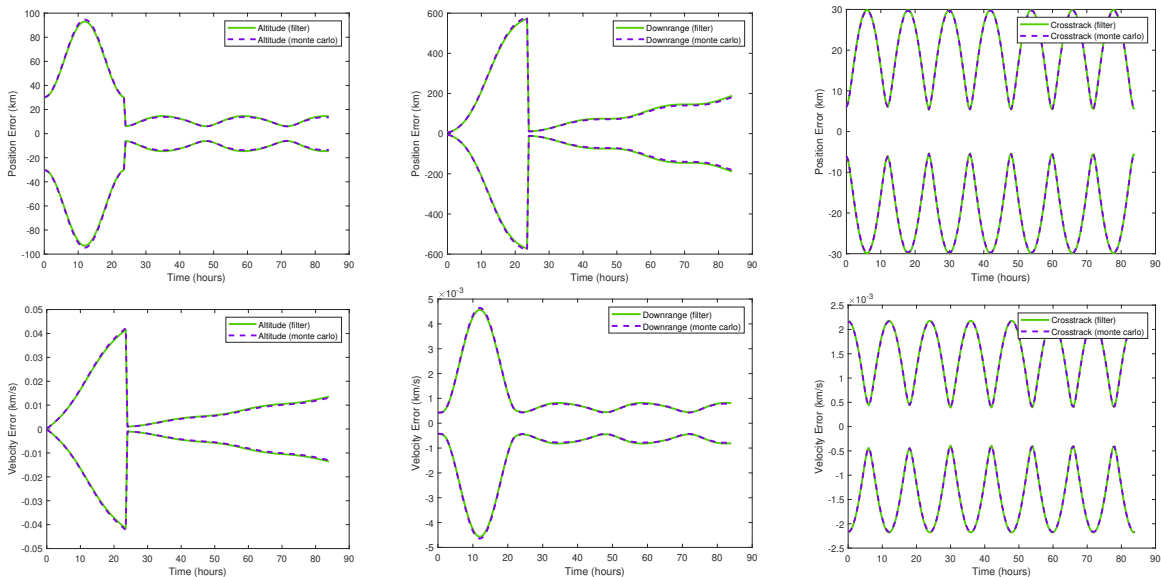 100
80
60
40
20
0
-20
-40
-60
-80
-100
Position Error (km)
0 10 20 30 40 50 60 70 80 90
Time (hours)
Altitude (filter)
Altitude (monte carlo)
600
400
200
0
-200
-400
-600
Position Error (km)
0 10 20 30 40 50 60 70 80 90
Time (hours)
Downrange (filter)
Downrange (monte carlo)
30
20
10
0
-10
-20
-30
Position Error (km)
0 10 20 30 40 50 60 70 80 90
Time (hours)
Crosstrack (filter)
Crosstrack (monte carlo)
0.05
0.04
0.03
0.02
0.01
0
-0.01
-0.02
-0.03
-0.04
-0.05
Velocity Error (km/s)
0 10 20 30 40 50 60 70 80 90
Time (hours)
Altitude (filter)
Altitude (monte carlo)
×10⁻³
5
4
3
2
1
0
-1
-2
-3
-4
-5
Velocity Error (km/s)
0 10 20 30 40 50 60 70 80 90
Time (hours)
Downrange (filter)
Downrange (monte carlo)
×10⁻³
2.5
2
1.5
1
0.5
0
-0.5
-1
-1.5
-2
-2.5
Velocity Error (km/s)
0 10 20 30 40 50 60 70 80 90
Time (hours)
Crosstrack (filter)
Crosstrack (monte carlo)